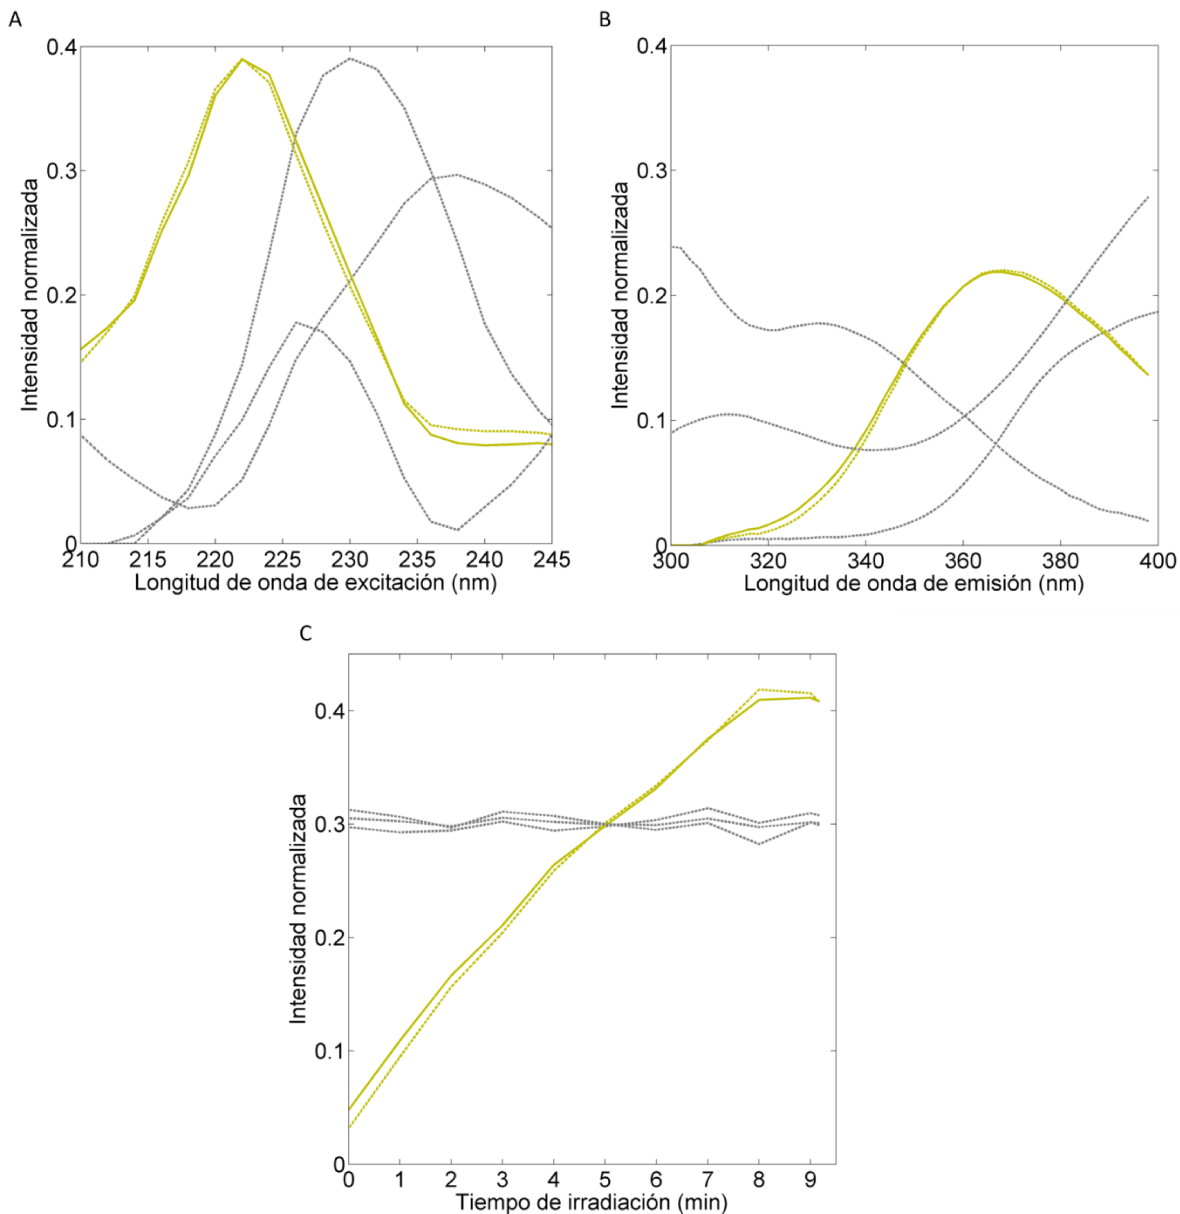 A
0.4
0.3
0.2
0.1
0
210 215 220 225 230 235 240 245
Longitud de onda de excitación (nm)
Intensidad normalizada
B
0.4
0.3
0.2
0.1
0
300 320 340 360 380 400
Longitud de onda de emisión (nm)
Intensidad normalizada
C
0.4
0.3
0.2
0.1
0
0 1 2 3 4 5 6 7 8 9
Tiempo de irradiación (min)
Intensidad normalizada